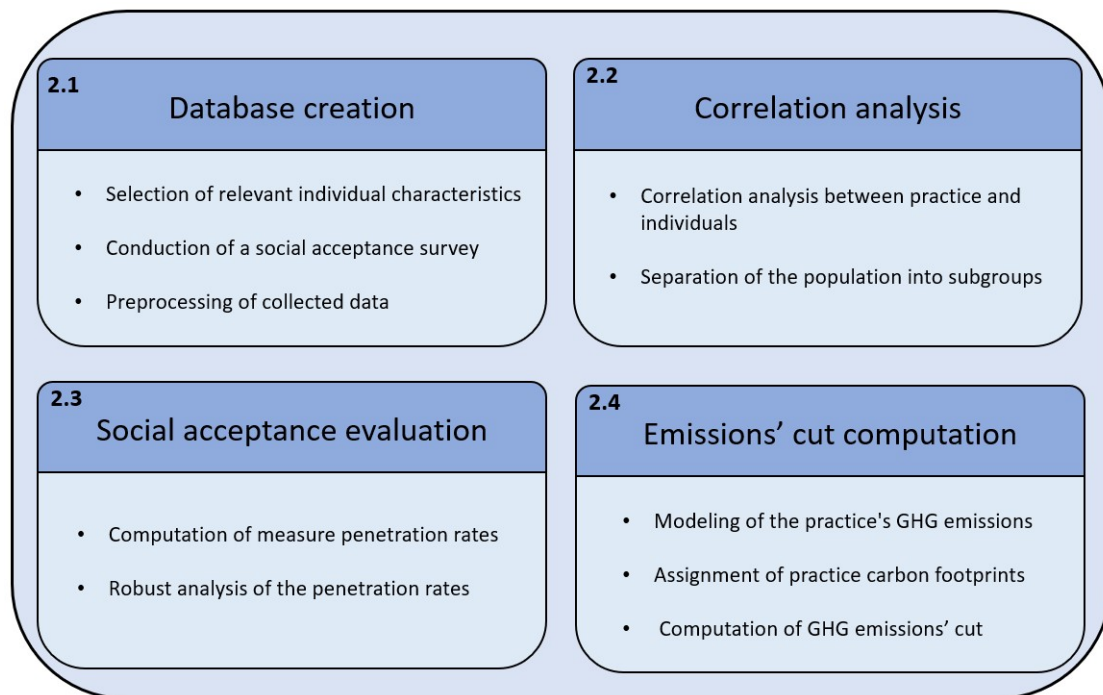 2.1
Database creation
• Selection of relevant individual characteristics
• Conduction of a social acceptance survey
• Preprocessing of collected data
2.2
Correlation analysis
• Correlation analysis between practice and
individuals
• Separation of the population into subgroups
2.3
Social acceptance evaluation
• Computation of measure penetration rates
• Robust analysis of the penetration rates
2.4
Emissions’ cut computation
• Modeling of the practice's GHG emissions
• Assignment of practice carbon footprints
• Computation of GHG emissions’ cut